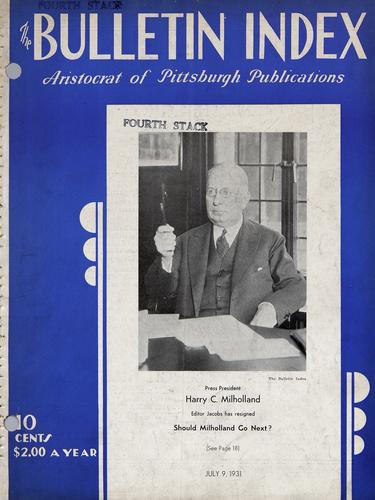 FOURTH STACK
The BULLETIN INDEX
Aristocrat of Pittsburgh Publications
FOURTH STACK
The Bulletin Index
Press President
Harry C. Milholland
Editor Jacobs has resigned
Should Milholland Go Next?
(See Page 18)
10
CENTS
$2.00 A YEAR
JULY 9, 1931